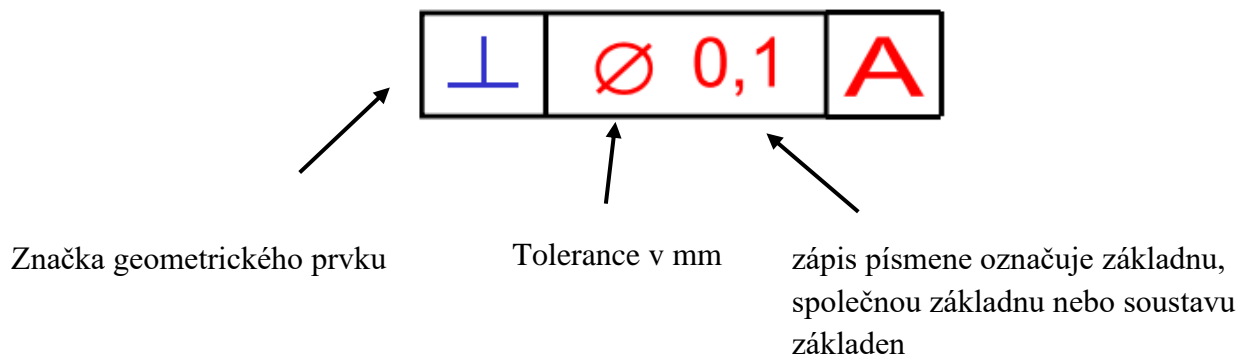 ⊥ ∅ 0,1 A
Značka geometrického prvku
Tolerance v mm
zápis písmene označuje základnu,
společnou základnu nebo soustavu
základen